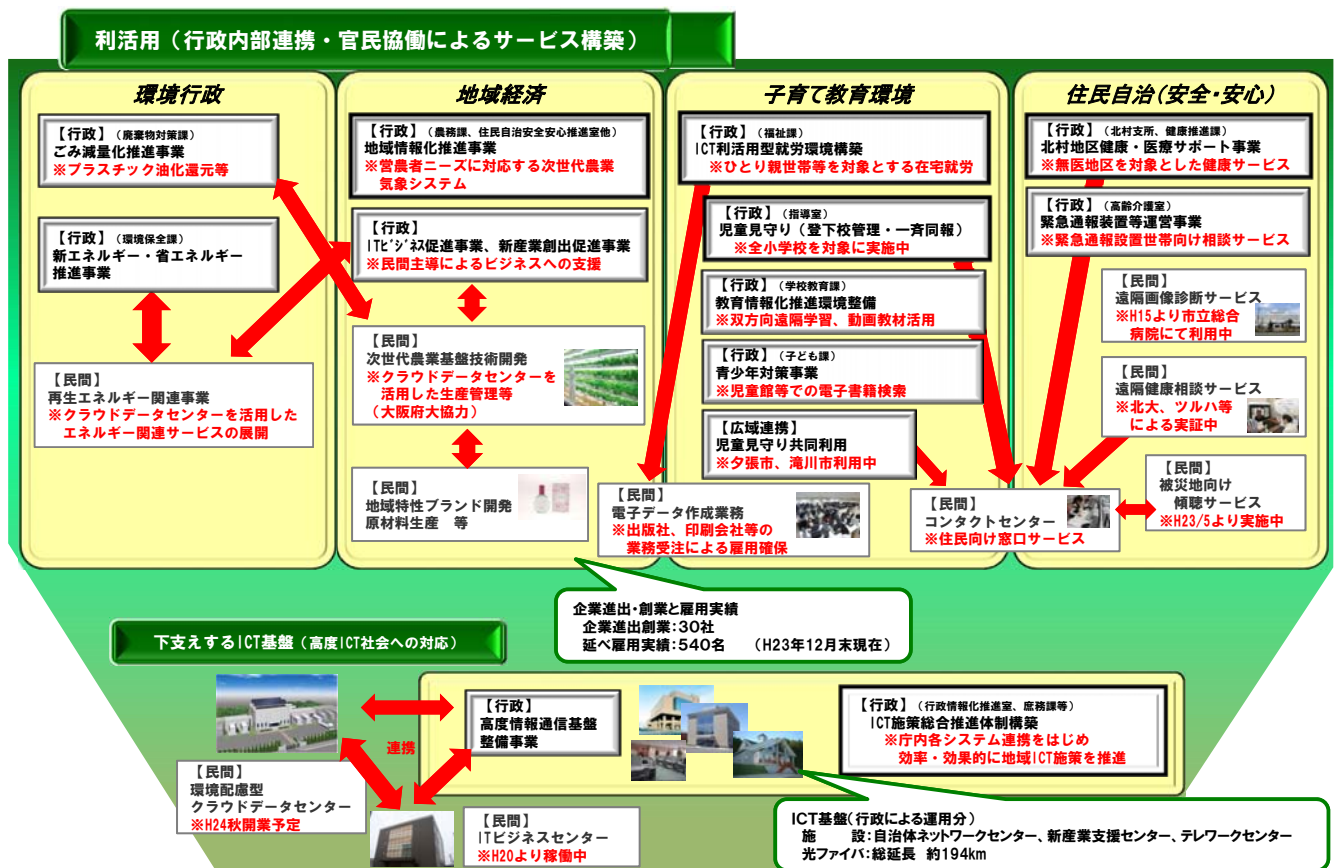 利活用（行政内部連携・官民協働によるサービス構築）
環境行政
【行政】（廃棄物対策課）
ごみ減量化推進事業
※プラスチック油化還元等
【行政】（環境保全課）
新エネルギー・省エネルギー
推進事業
【民間】
再生エネルギー関連事業
※クラウドデータセンターを活用した
エネルギー関連サービスの展開
地域経済
【行政】（農務課、住民自治安全安心推進室他）
地域情報化推進事業
※営農者ニーズに対応する次世代農業
気象システム
【行政】
ITﾋﾞｼﾞﾈｽ促進事業、新産業創出促進事業
※民間主導によるビジネスへの支援
【民間】
次世代農業基盤技術開発
※クラウドデータセンターを
活用した生産管理等
（大阪府大協力）
【民間】
地域特性ブランド開発
原材料生産　等
子育て教育環境
【行政】（福祉課）
ICT利活用型就労環境構築
※ひとり親世帯等を対象とする在宅就労
【行政】（指導室）
児童見守り（登下校管理・一斉同報）
※全小学校を対象に実施中
【行政】（学校教育課）
教育情報化推進環境整備
※双方向遠隔学習、動画教材活用
【行政】（子ども課）
青少年対策事業
※児童館等での電子書籍検索
【広域連携】
児童見守り共同利用
※夕張市、滝川市利用中
【民間】
電子データ作成業務
※出版社、印刷会社等の
業務受注による雇用確保
住民自治（安全・安心）
【行政】（北村支所、健康推進課）
北村地区健康・医療サポート事業
※無医地区を対象とした健康サービス
【行政】（高齢介護室）
緊急通報装置等運営事業
※緊急通報設置世帯向け相談サービス
【民間】
遠隔画像診断サービス
※H15より市立総合
病院にて利用中
【民間】
遠隔健康相談サービス
※北大、ツルハ等
による実証中
【民間】
被災地向け
傾聴サービス
※H23/5より実施中
【民間】
コンタクトセンター
※住民向け窓口サービス
企業進出・創業と雇用実績
企業進出創業：30社
延べ雇用実績：540名　（H23年12月末現在）
下支えするICT基盤（高度ICT社会への対応）
【行政】
高度情報通信基盤
整備事業
【行政】（行政情報化推進室、庶務課等）
ICT施策総合推進体制構築
※庁内各システム連携をはじめ
効率・効果的に地域ICT施策を推進
連携
【民間】
環境配慮型
クラウドデータセンター
※H24秋開業予定
【民間】
ITビジネスセンター
※H20より稼働中
ICT基盤（行政による運用分）
施　設：自治体ネットワークセンター、新産業支援センター、テレワークセンター
光ファイバ：総延長　約194km